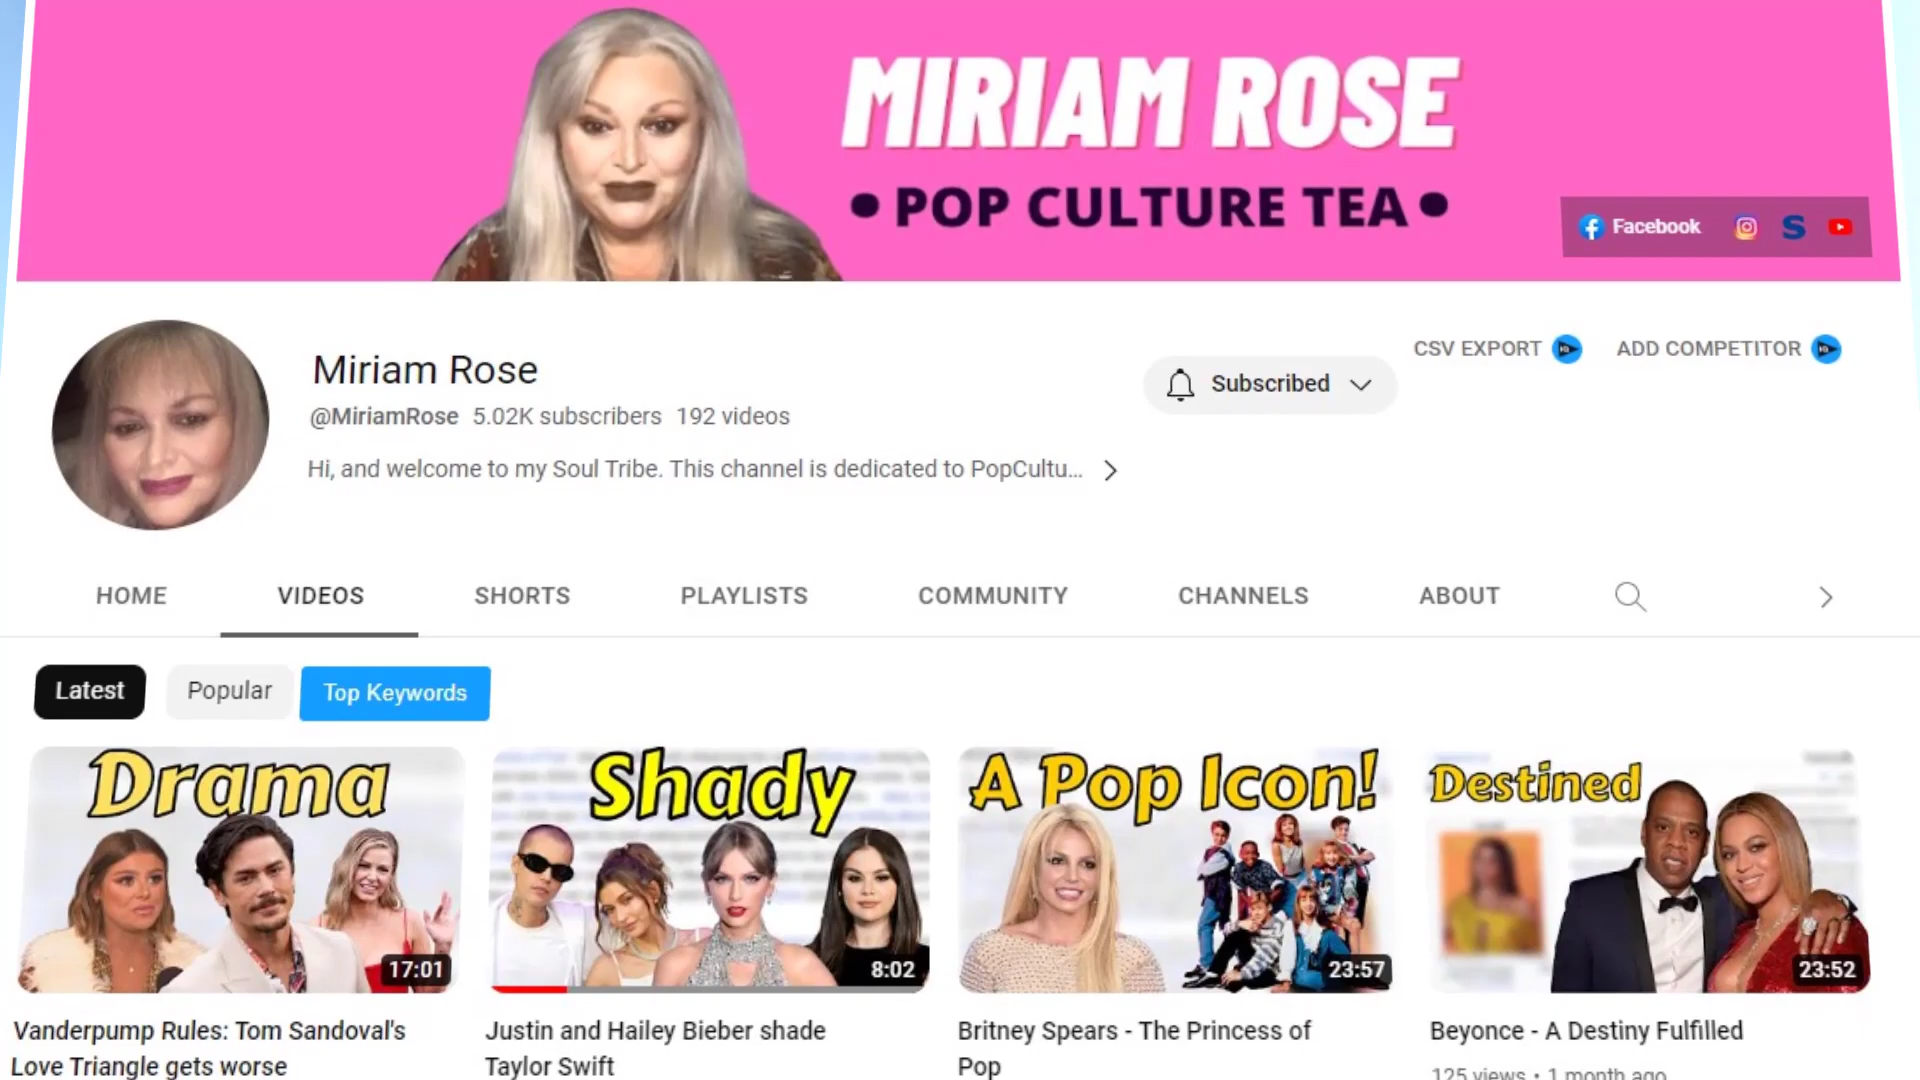 MIRIAM ROSE
• POP CULTURE TEA •
Facebook
Miriam Rose
@MiriamRose 5.02K subscribers 192 videos
Hi, and welcome to my Soul Tribe. This channel is dedicated to PopCultu...
Subscribed
CSV EXPORT
ADD COMPETITOR
HOME VIDEOS SHORTS PLAYLISTS COMMUNITY CHANNELS ABOUT
Latest Popular Top Keywords
Drama
17:01
Vanderpump Rules: Tom Sandoval's
Love Triangle gets worse
Shady
8:02
Justin and Hailey Bieber shade
Taylor Swift
A Pop Icon!
23:57
Britney Spears - The Princess of
Pop
Destined
23:52
Beyonce - A Destiny Fulfilled
125 views • 1 month ago